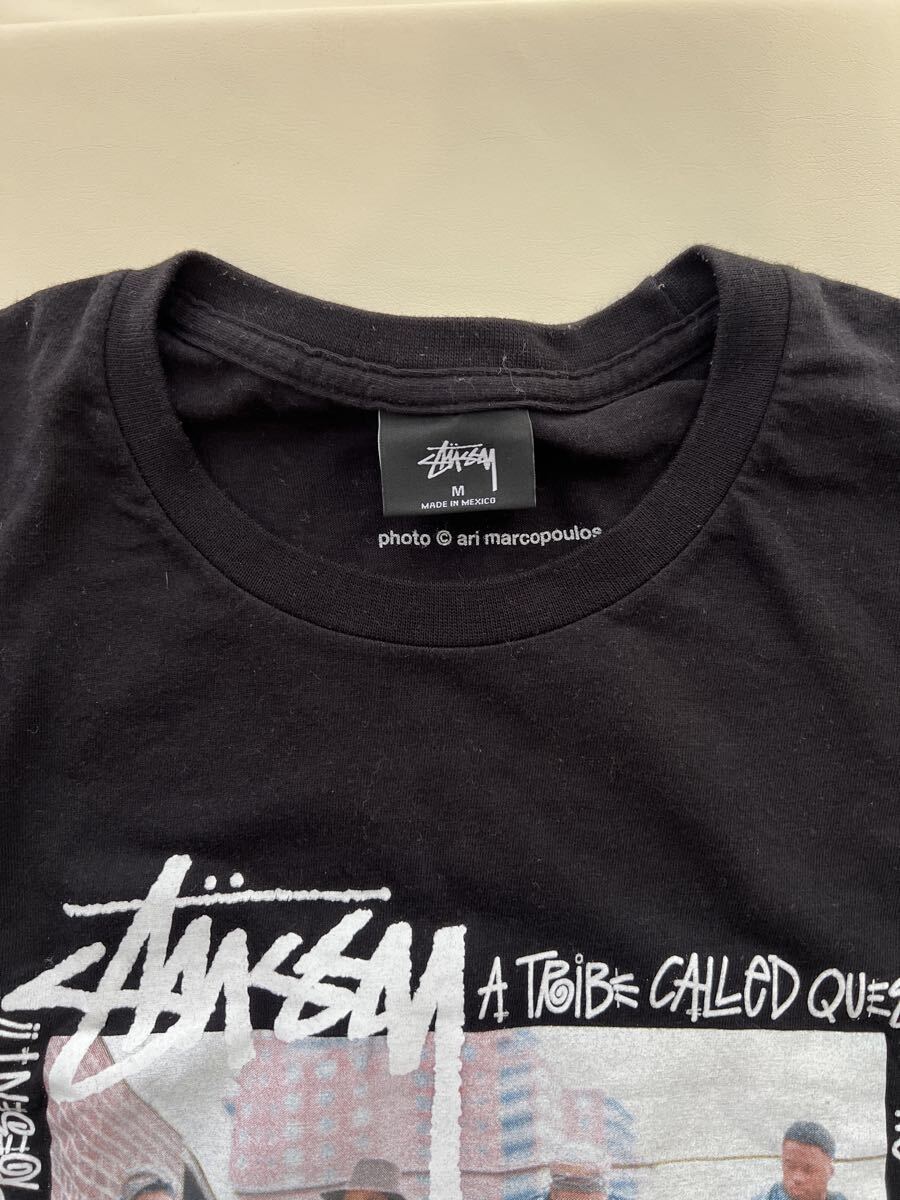 stüssy
M
MADE IN MEXICO
photo © ari marcopoulos
stüssy
A TRIBE CALLED QUES